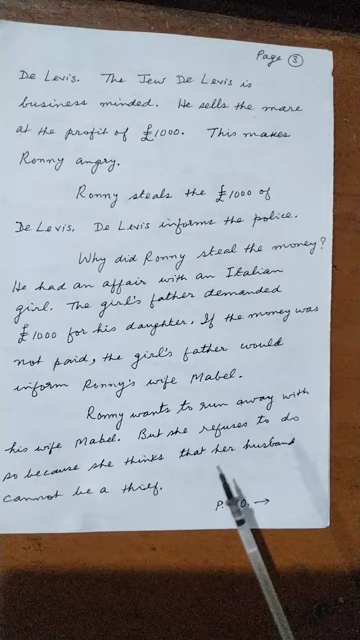 Page 3
De Levis. The Jew De Levis is
business minded. He sells the mare
at the profit of £1000. This makes
Ronny angry.
Ronny steals the £1000 of
De Levis. De Levis informs the police.
Why did Ronny steal the money?
He had an affair with an Italian
girl. The girl's father demanded
£1000 for his daughter. If the money was
not paid, the girl's father would
inform Ronny's wife Mabel.
Ronny wants to run away with
his wife Mabel. But she refuses to do
so because she thinks that her husband
cannot be a thief.